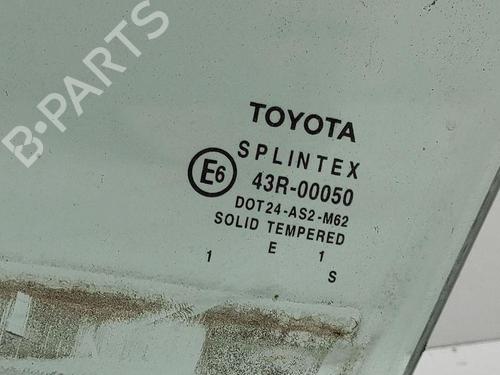 B-PARTS
TOYOTA
SPLINTEX
E6 43R-00050
DOT24-AS2-M62
SOLID TEMPERED
1 E 1
S